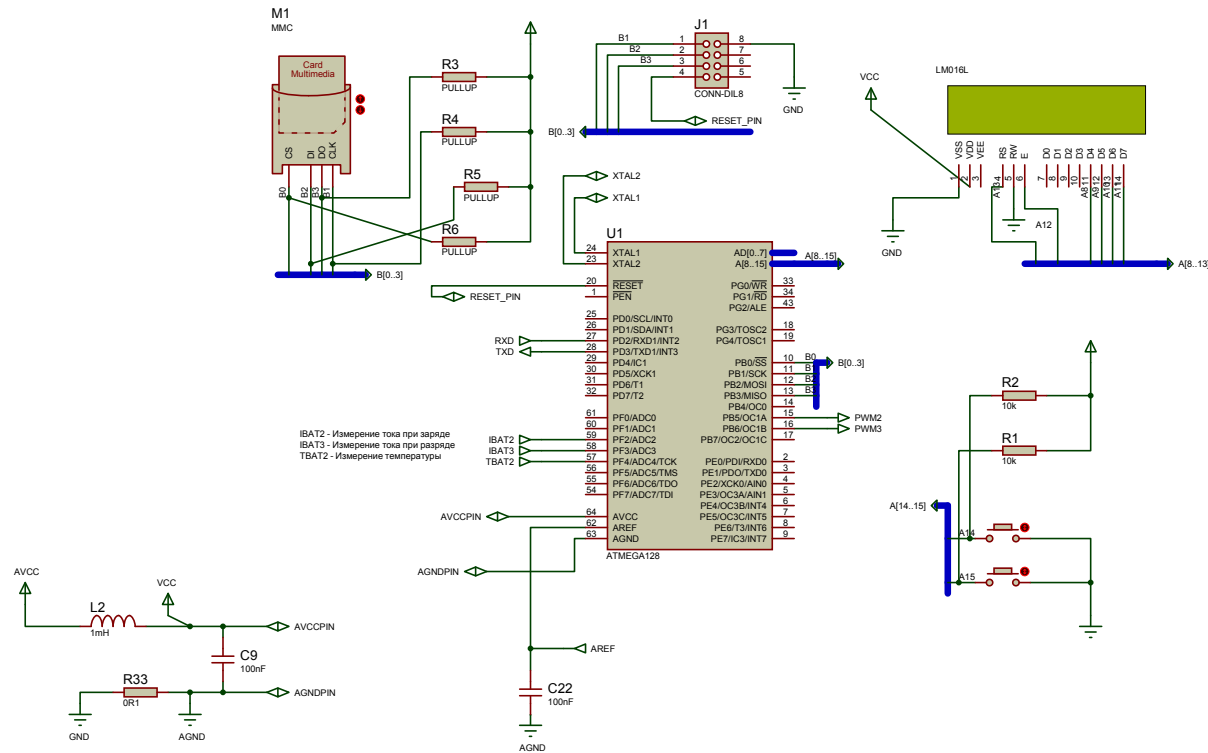 M1
MMC
Card
Multimedia
CS
DI
DO
CLK
B0
B2
B3
B1
B[0..3]
R3
PULLUP
R4
PULLUP
R5
PULLUP
R6
PULLUP
J1
B1
B2
B3
1
2
3
4
8
7
6
5
CONN-DIL8
GND
RESET_PIN
B[0..3]
LM016L
VCC
VSS
VDD
VEE
RS
RW
E
D0
D1
D2
D3
D4
D5
D6
D7
1
2
3
4
5
6
7
8
9
10
11
12
13
14
A13
A12
A8
A9
A10
A11
GND
A[8..13]
XTAL2
XTAL1
U1
24 XTAL1
23 XTAL2
20 RESET
1 PEN
RESET_PIN
25 PD0/SCL/INT0
26 PD1/SDA/INT1
RXD 27 PD2/RXD1/INT2
TXD 28 PD3/TXD1/INT3
29 PD4/IC1
30 PD5/XCK1
31 PD6/T1
32 PD7/T2
61 PF0/ADC0
60 PF1/ADC1
IBAT2 59 PF2/ADC2
IBAT3 58 PF3/ADC3
TBAT2 57 PF4/ADC4/TCK
56 PF5/ADC5/TMS
55 PF6/ADC6/TDO
54 PF7/ADC7/TDI
AVCCPIN 64 AVCC
62 AREF
63 AGND
AGNDPIN
ATMEGA128
AD[0..7]
A[8..15] A[8..15]
PG0/WR 33
PG1/RD 34
PG2/ALE 43
PG3/TOSC2 18
PG4/TOSC1 19
PB0/SS 10 B0 B[0..3]
PB1/SCK 11 B1
PB2/MOSI 12 B2
PB3/MISO 13 B3
PB4/OC0 14
PB5/OC1A 15 PWM2
PB6/OC1B 16 PWM3
PB7/OC2/OC1C 17
PE0/PDI/RXD0 2
PE1/PDO/TXD0 3
PE2/XCK0/AIN0 4
PE3/OC3A/AIN1 5
PE4/OC3B/INT4 6
PE5/OC3C/INT5 7
PE6/T3/INT6 8
PE7/IC3/INT7 9
IBAT2 - Измерение тока при заряде
IBAT3 - Измерение тока при разряде
TBAT2 - Измерение температуры
R2
10k
R1
10k
A[14..15]
A14
A15
AVCC
VCC
L2
1mH
AVCCPIN
C9
100nF
R33
0R1
AGNDPIN
GND
AGND
AREF
C22
100nF
AGND